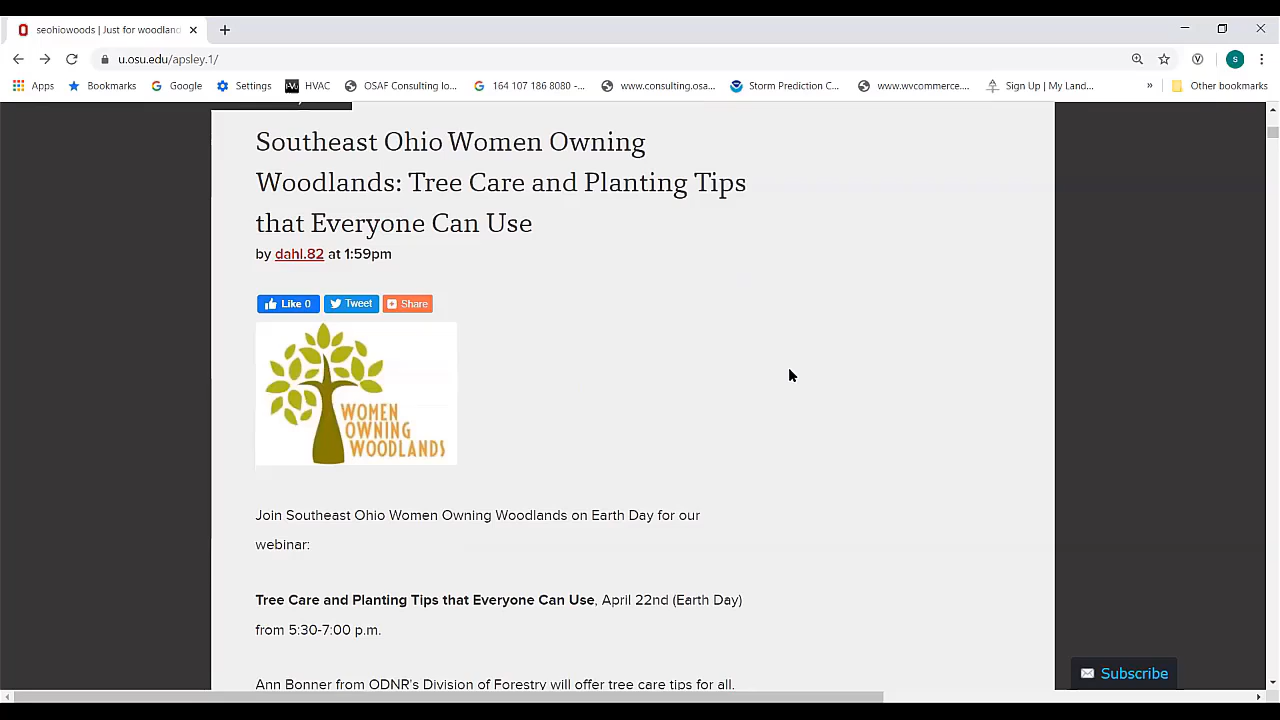 seohiowoods | Just for woodland
u.osu.edu/apsley.1/
Apps Bookmarks Google Settings HVAC OSAF Consulting lo... 164 107 186 8080 -... www.consulting.osa... Storm Prediction C... www.wvcommerce.... Sign Up | My Land... » Other bookmarks
Southeast Ohio Women Owning
Woodlands: Tree Care and Planting Tips
that Everyone Can Use
by dahl.82 at 1:59pm
Like 0 Tweet Share
WOMEN
OWNING
WOODLANDS
Join Southeast Ohio Women Owning Woodlands on Earth Day for our
webinar:
Tree Care and Planting Tips that Everyone Can Use, April 22nd (Earth Day)
from 5:30-7:00 p.m.
Subscribe
Ann Bonner from ODNR's Division of Forestry will offer tree care tips for all.